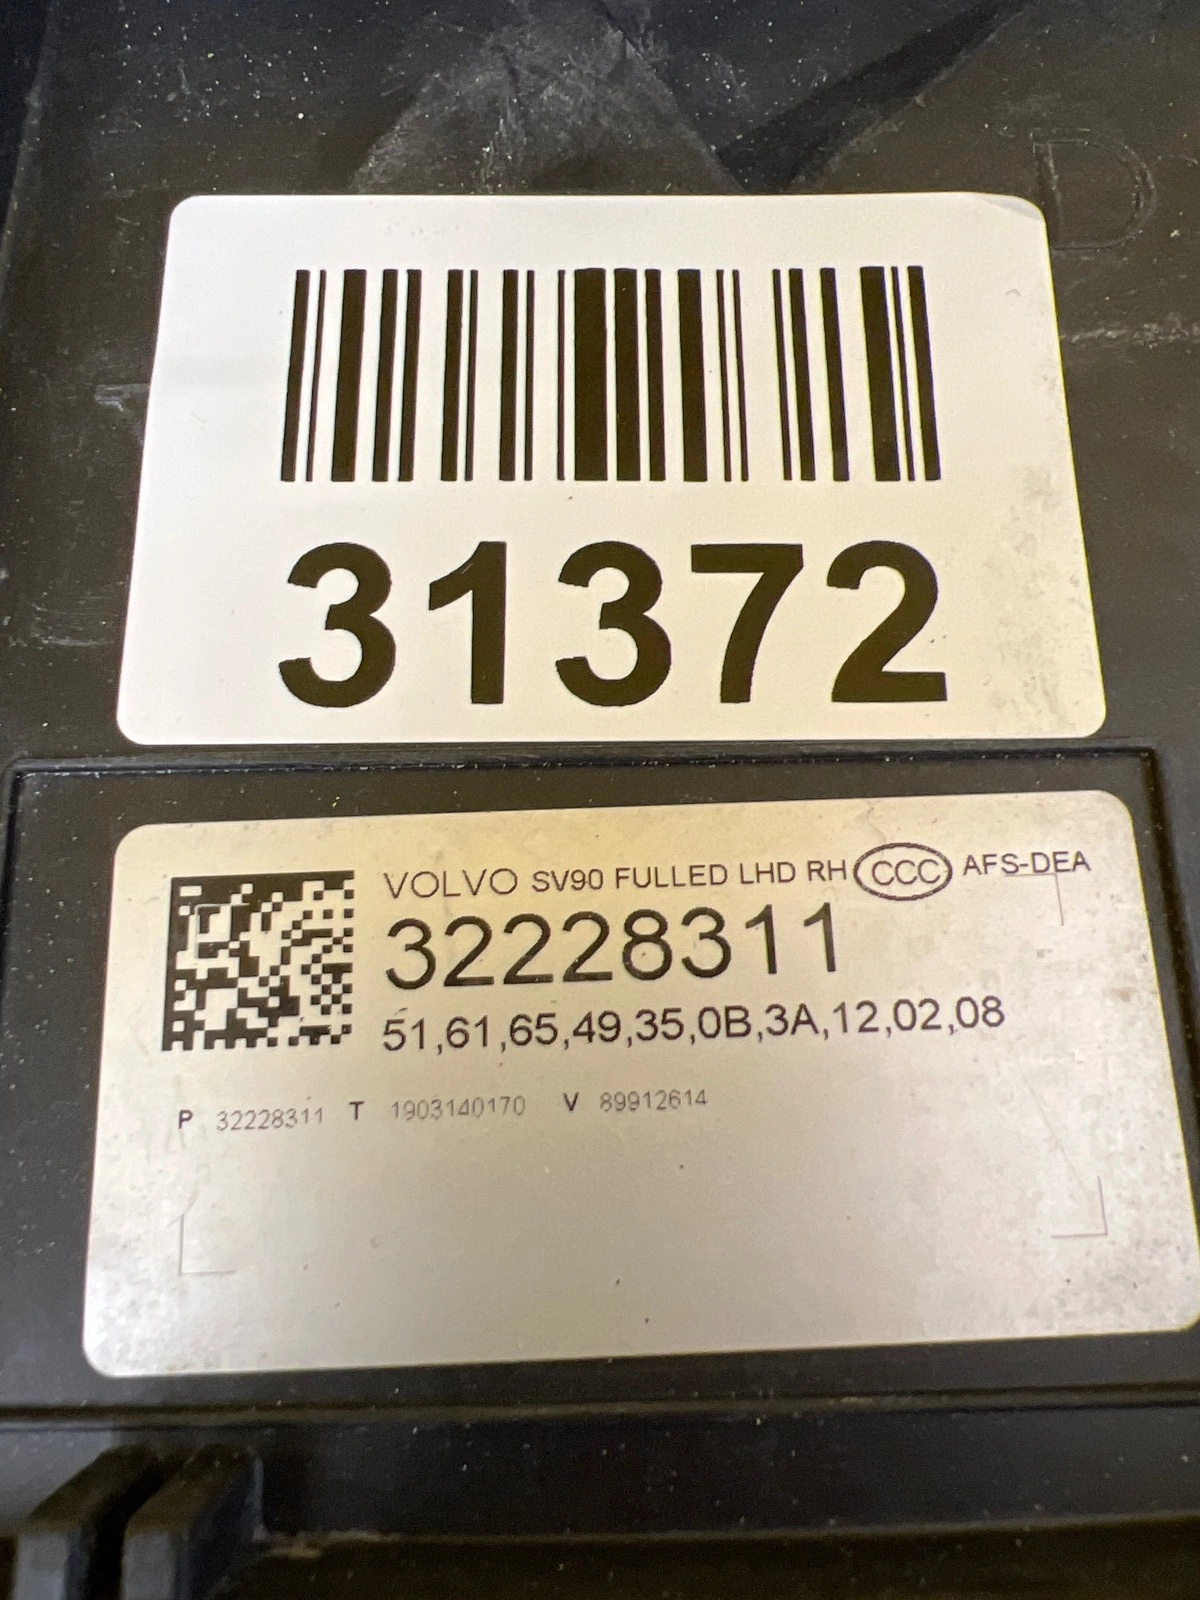 D
31372
VOLVO SV90 FULLED LHD RH CCC AFS-DEA
32228311
51,61,65,49,35,0B,3A,12,02,08
P 32228311 T 1903140170 V 89912614